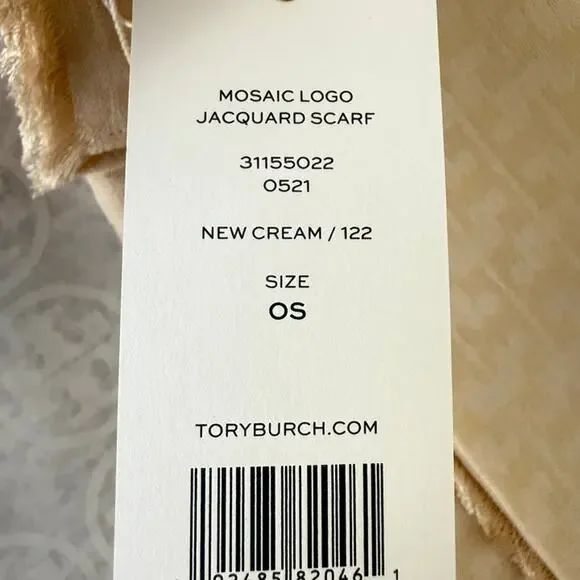 MOSAIC LOGO
JACQUARD SCARF
31155022
0521
NEW CREAM / 122
SIZE
OS
TORYBURCH.COM